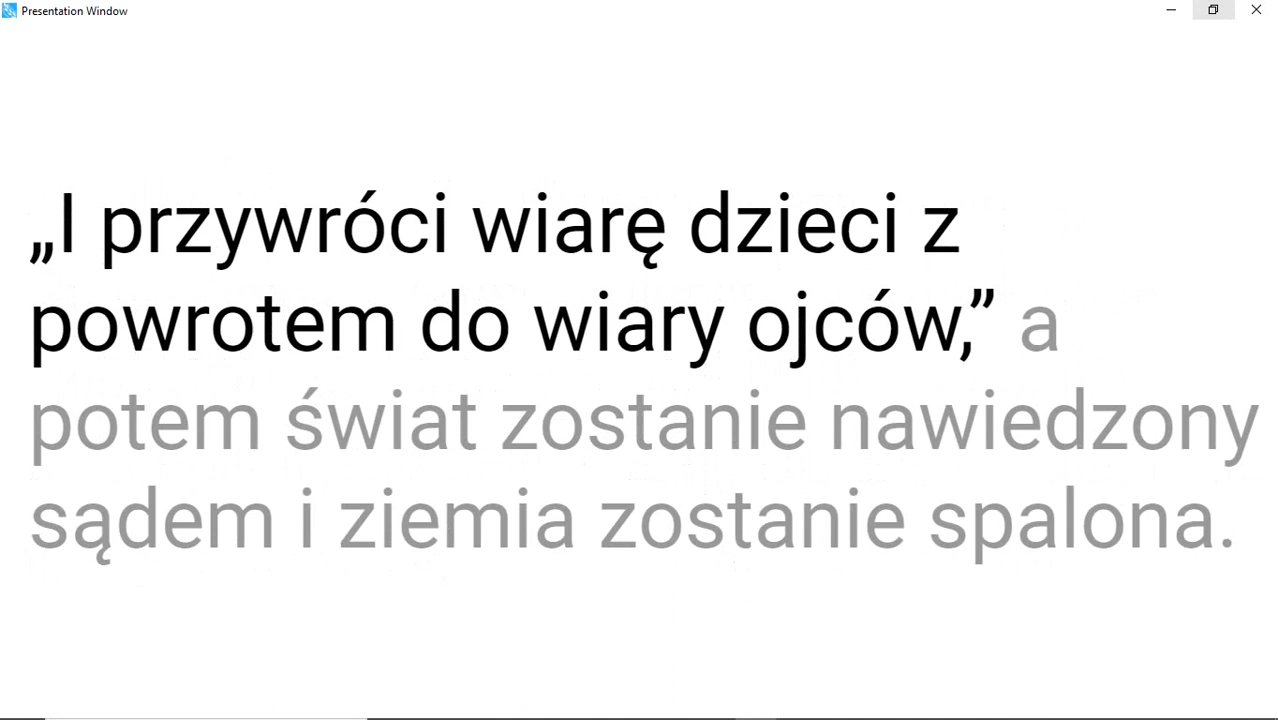 Presentation Window
„I przywróci wiarę dzieci z
powrotem do wiary ojców,” a
potem świat zostanie nawiedzony
sądem i ziemia zostanie spalona.